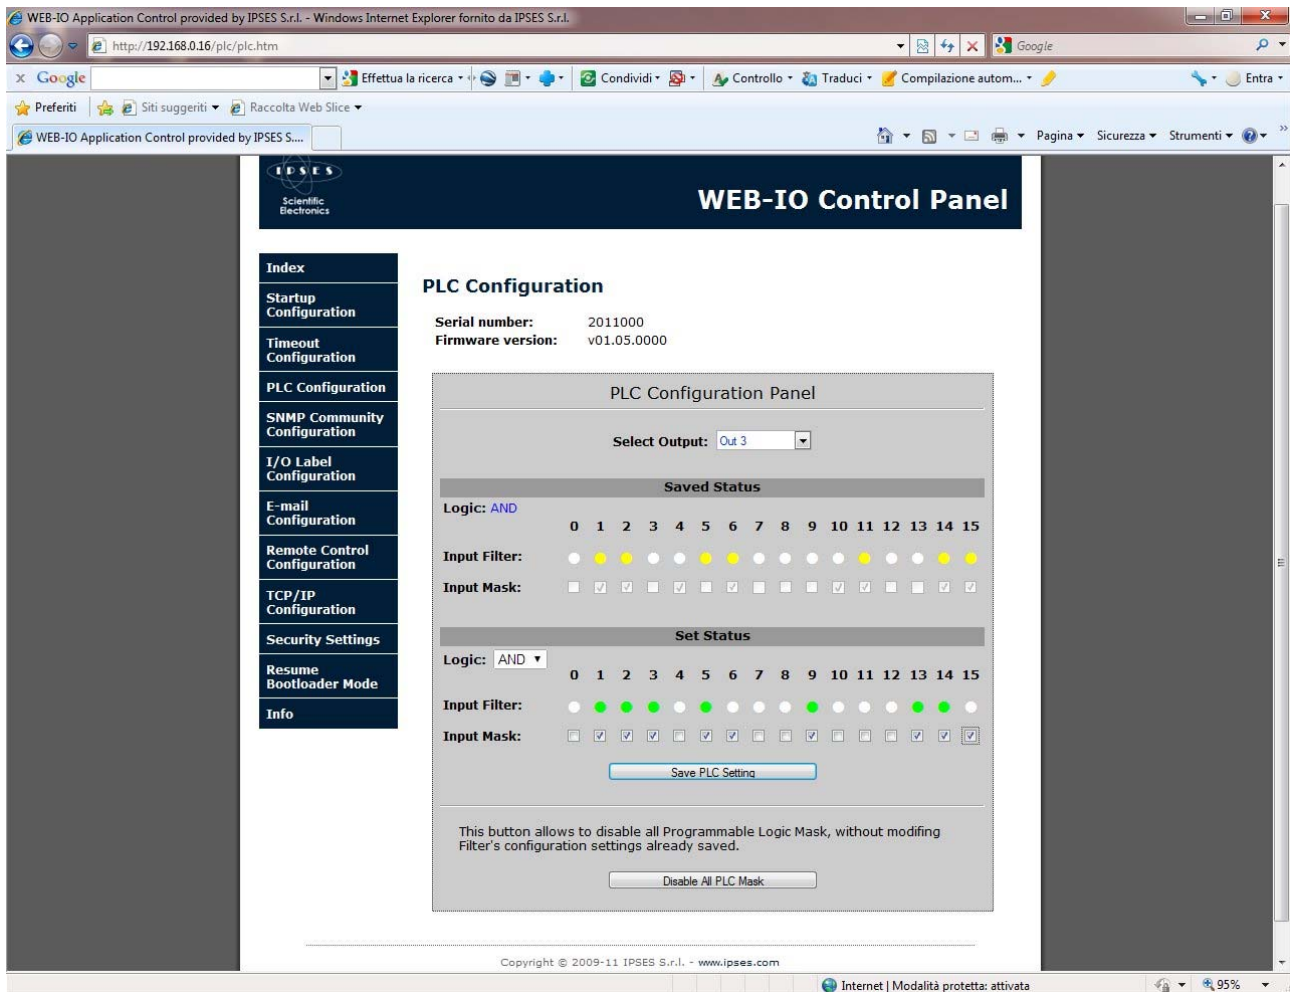 WEB-IO Application Control provided by IPSES S.r.l. - Windows Internet Explorer fornito da IPSES S.r.l.
http://192.168.0.16/plc/plc.htm
Google
x Google
Effettua la ricerca
Condividi
Controllo
Traduci
Compilazione autom...
Entra
Preferiti
Siti suggeriti
Raccolta Web Slice
WEB-IO Application Control provided by IPSES S....
Pagina
Sicurezza
Strumenti
IPSES
Scientific
Electronics
WEB-IO Control Panel
Index
Startup
Configuration
Timeout
Configuration
PLC Configuration
SNMP Community
Configuration
I/O Label
Configuration
E-mail
Configuration
Remote Control
Configuration
TCP/IP
Configuration
Security Settings
Resume
Bootloader Mode
Info
PLC Configuration
Serial number: 2011000
Firmware version: v01.05.0000
PLC Configuration Panel
Select Output: Out 3
Saved Status
Logic: AND
0 1 2 3 4 5 6 7 8 9 10 11 12 13 14 15
Input Filter:
Input Mask:
Set Status
Logic: AND
0 1 2 3 4 5 6 7 8 9 10 11 12 13 14 15
Input Filter:
Input Mask:
Save PLC Setting
This button allows to disable all Programmable Logic Mask, without modifing
Filter's configuration settings already saved.
Disable All PLC Mask
Copyright © 2009-11 IPSES S.r.l. - www.ipses.com
Internet | Modalità protetta: attivata
95%